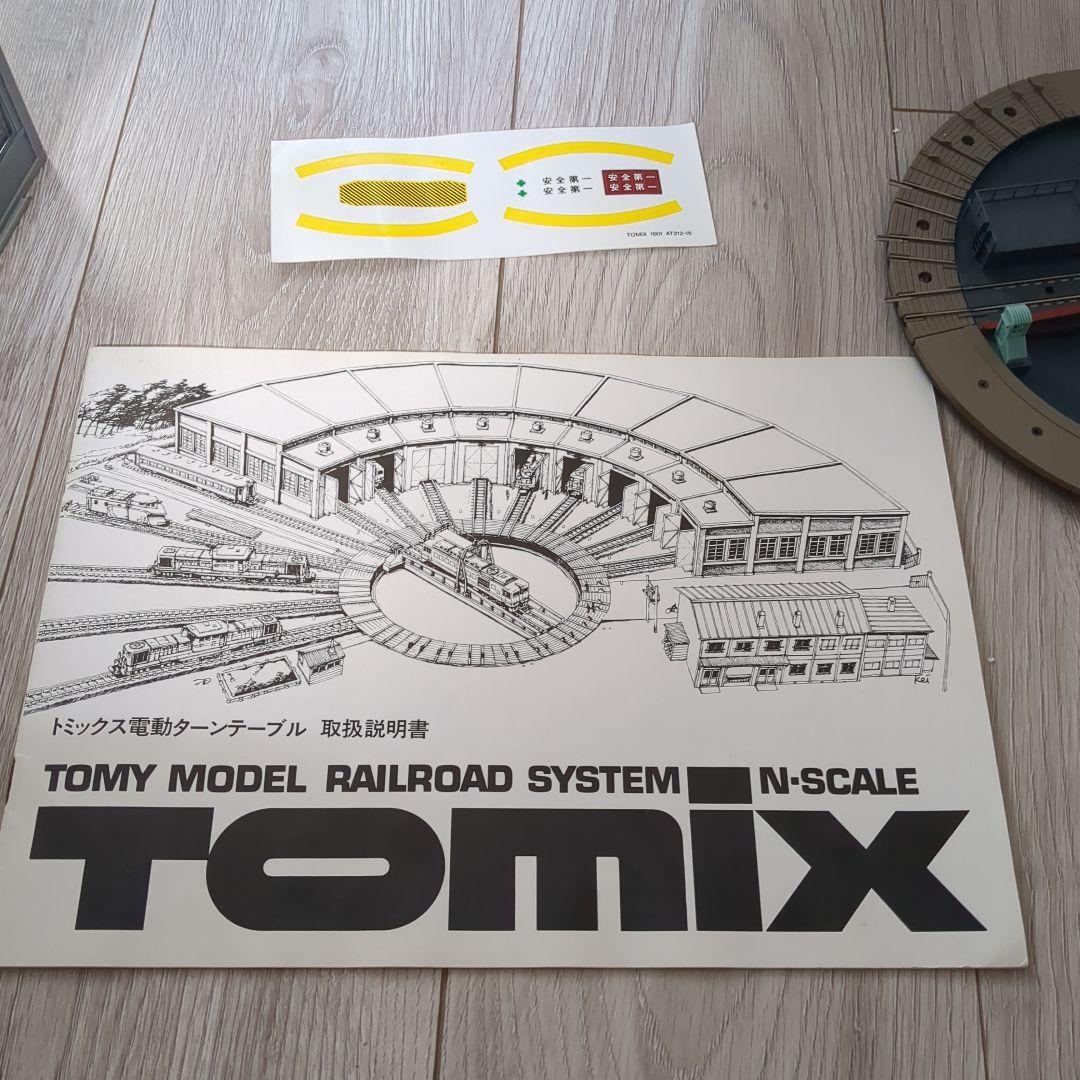 安全第一
安全第一
安全第一
安全第一
TOMIX 1601 AT212-1S
Kei
トミックス電動ターンテーブル 取扱説明書
TOMY MODEL RAILROAD SYSTEM N-SCALE
TOMIX